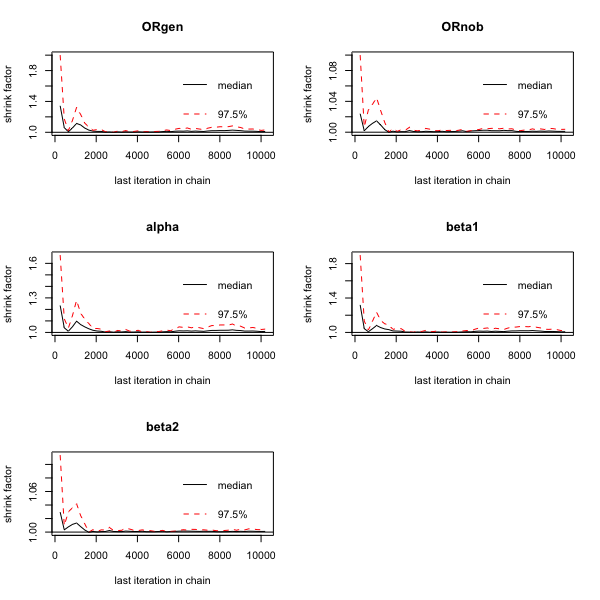 ORgen
shrink factor
1.0 1.4 1.8
median
97.5%
0 2000 4000 6000 8000 10000
last iteration in chain
ORnob
shrink factor
1.00 1.04 1.08
median
97.5%
0 2000 4000 6000 8000 10000
last iteration in chain
alpha
shrink factor
1.0 1.3 1.6
median
97.5%
0 2000 4000 6000 8000 10000
last iteration in chain
beta1
shrink factor
1.0 1.4 1.8
median
97.5%
0 2000 4000 6000 8000 10000
last iteration in chain
beta2
shrink factor
1.00 1.06
median
97.5%
0 2000 4000 6000 8000 10000
last iteration in chain